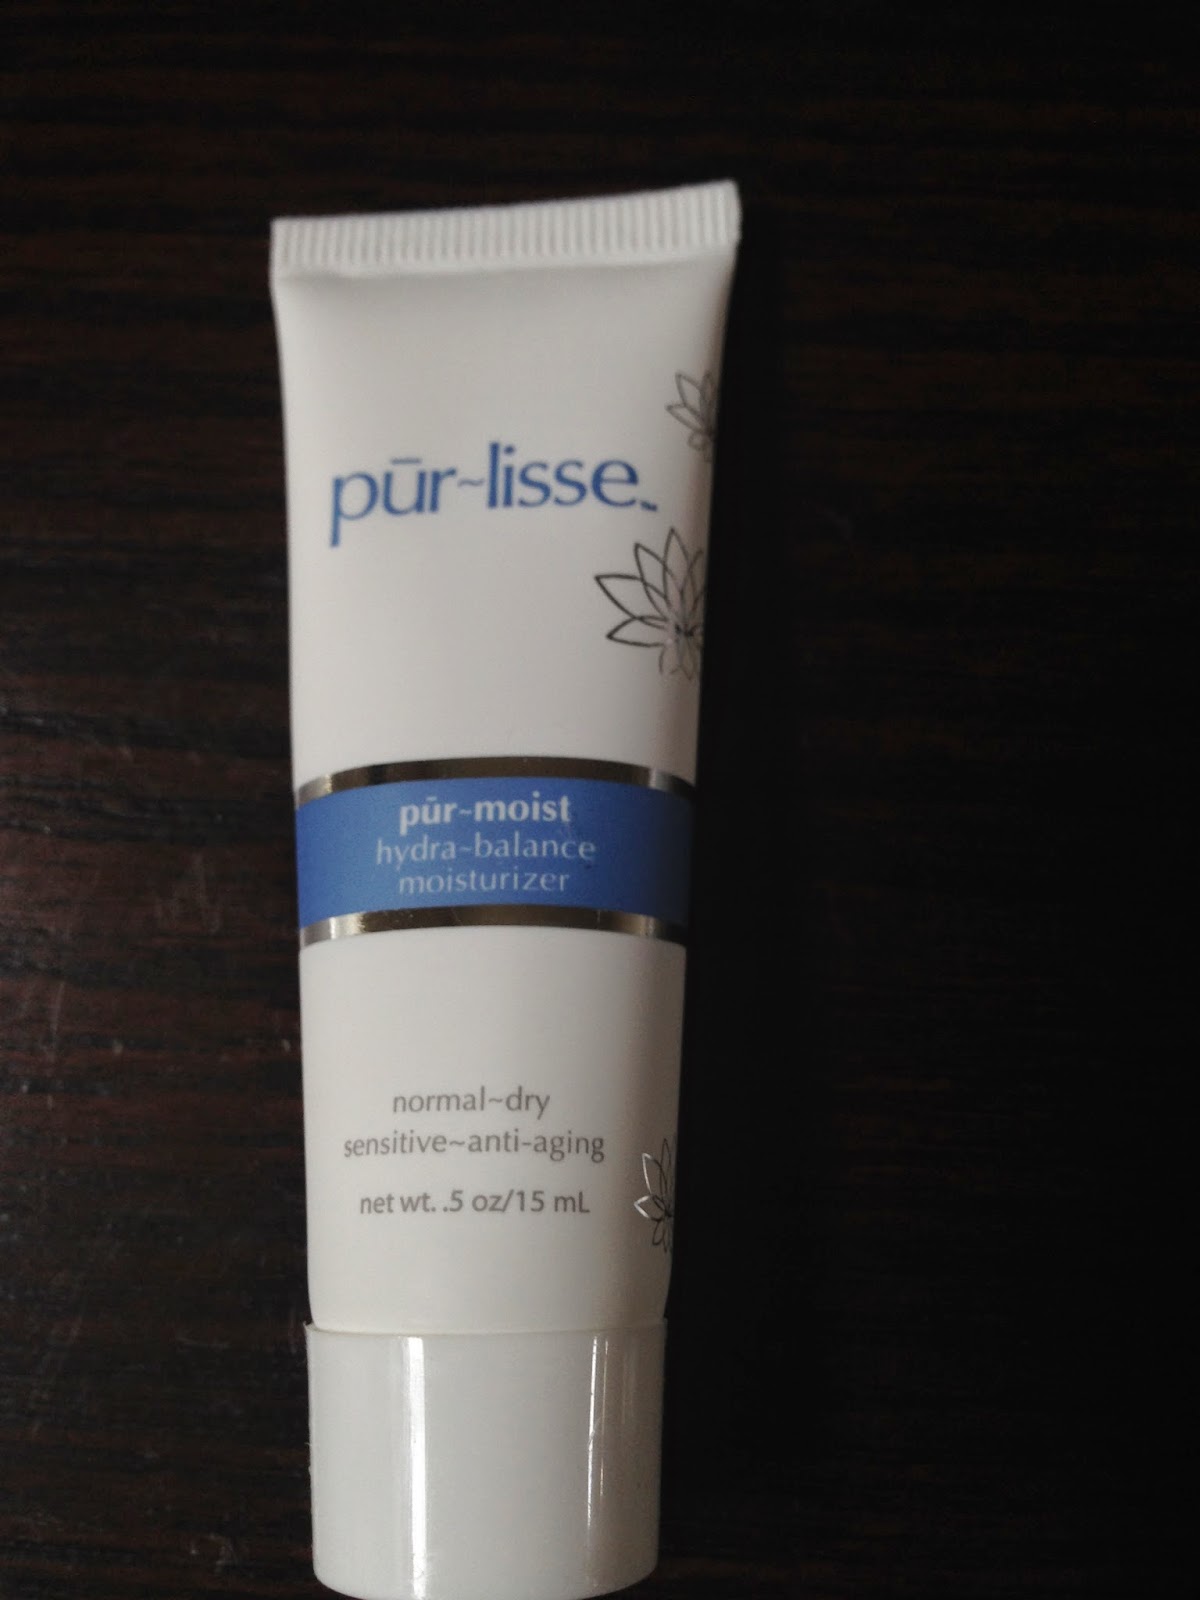 pūr~lisse™
pūr~moist
hydra~balance
moisturizer
normal~dry
sensitive~anti-aging
net wt. .5 oz/15 mL